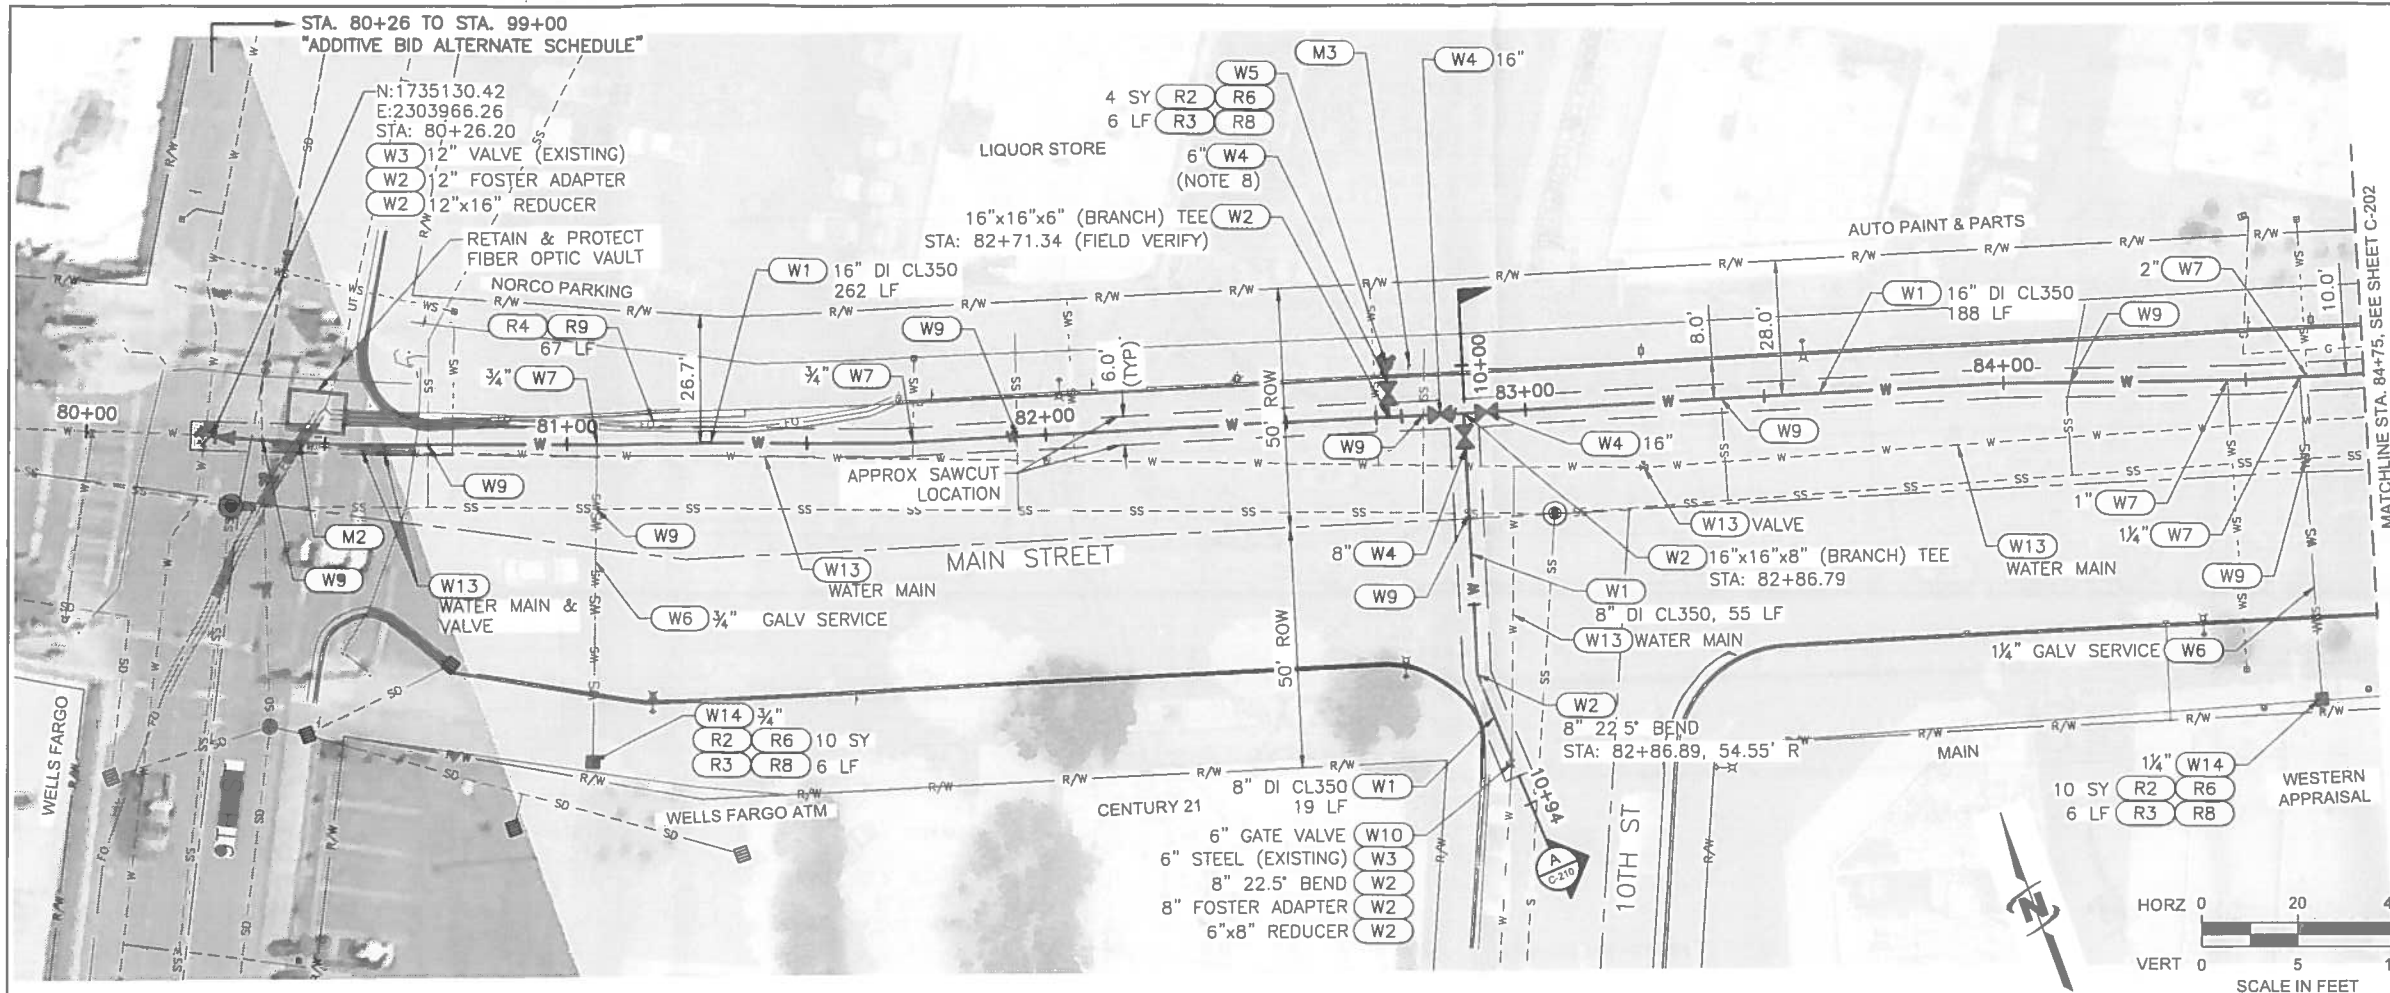 STA. 80+26 TO STA. 99+00
"ADDITIVE BID ALTERNATE SCHEDULE"
N:1735130.42
E:2303966.26
STA: 80+26.20
W3 12" VALVE (EXISTING)
W2 12" FOSTER ADAPTER
W2 12"x16" REDUCER
RETAIN & PROTECT
FIBER OPTIC VAULT
NORCO PARKING
R4 R9
67 LF
W1 16" DI CL350
262 LF
26.7'
¾" W7
¾" W7
W9
6.0'
(TYP)
80+00
81+00
82+00
LIQUOR STORE
M3
W4 16"
W5
4 SY R2 R6
6 LF R3 R8
6" W4
(NOTE 8)
16"x16"x6" (BRANCH) TEE W2
STA: 82+71.34 (FIELD VERIFY)
10+00
83+00
84+00
AUTO PAINT & PARTS
W1 16" DI CL350
188 LF
8.0'
28.0'
10.0'
2" W7
W9
MATCHLINE STA. 84+75, SEE SHEET C-202
W9
M2
W9
W13
WATER MAIN &
VALVE
W9
W6 ¾" GALV SERVICE
W13
WATER MAIN
APPROX SAWCUT
LOCATION
MAIN STREET
50' ROW
50' ROW
W9
W4 16"
W9
8" W4
W9
W13 VALVE
W2 16"x16"x8" (BRANCH) TEE
STA: 82+86.79
W1
8" DI CL350, 55 LF
W13 WATER MAIN
W13
WATER MAIN
1" W7
1¼" W7
W9
1¼" GALV SERVICE W6
W2
8" 22.5° BEND
STA: 82+86.89, 54.55' R
W14 ¾"
R2 R6 10 SY
R3 R8 6 LF
WELLS FARGO
WELLS FARGO ATM
9TH ST
CENTURY 21
8" DI CL350 W1
19 LF
6" GATE VALVE W10
6" STEEL (EXISTING) W3
8" 22.5° BEND W2
8" FOSTER ADAPTER W2
6"x8" REDUCER W2
10+94
A
C-210
10TH ST
MAIN
1¼" W14
10 SY R2 R6
6 LF R3 R8
WESTERN
APPRAISAL
N
HORZ 0 20
VERT 0 5
SCALE IN FEET